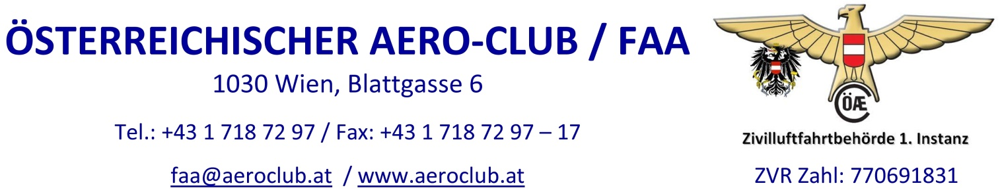 ÖSTERREICHISCHER AERO-CLUB / FAA
1030 Wien, Blattgasse 6
Tel.: +43 1 718 72 97 / Fax: +43 1 718 72 97 – 17
faa@aeroclub.at / www.aeroclub.at
ÖÆC
Zivilluftfahrtbehörde 1. Instanz
ZVR Zahl: 770691831